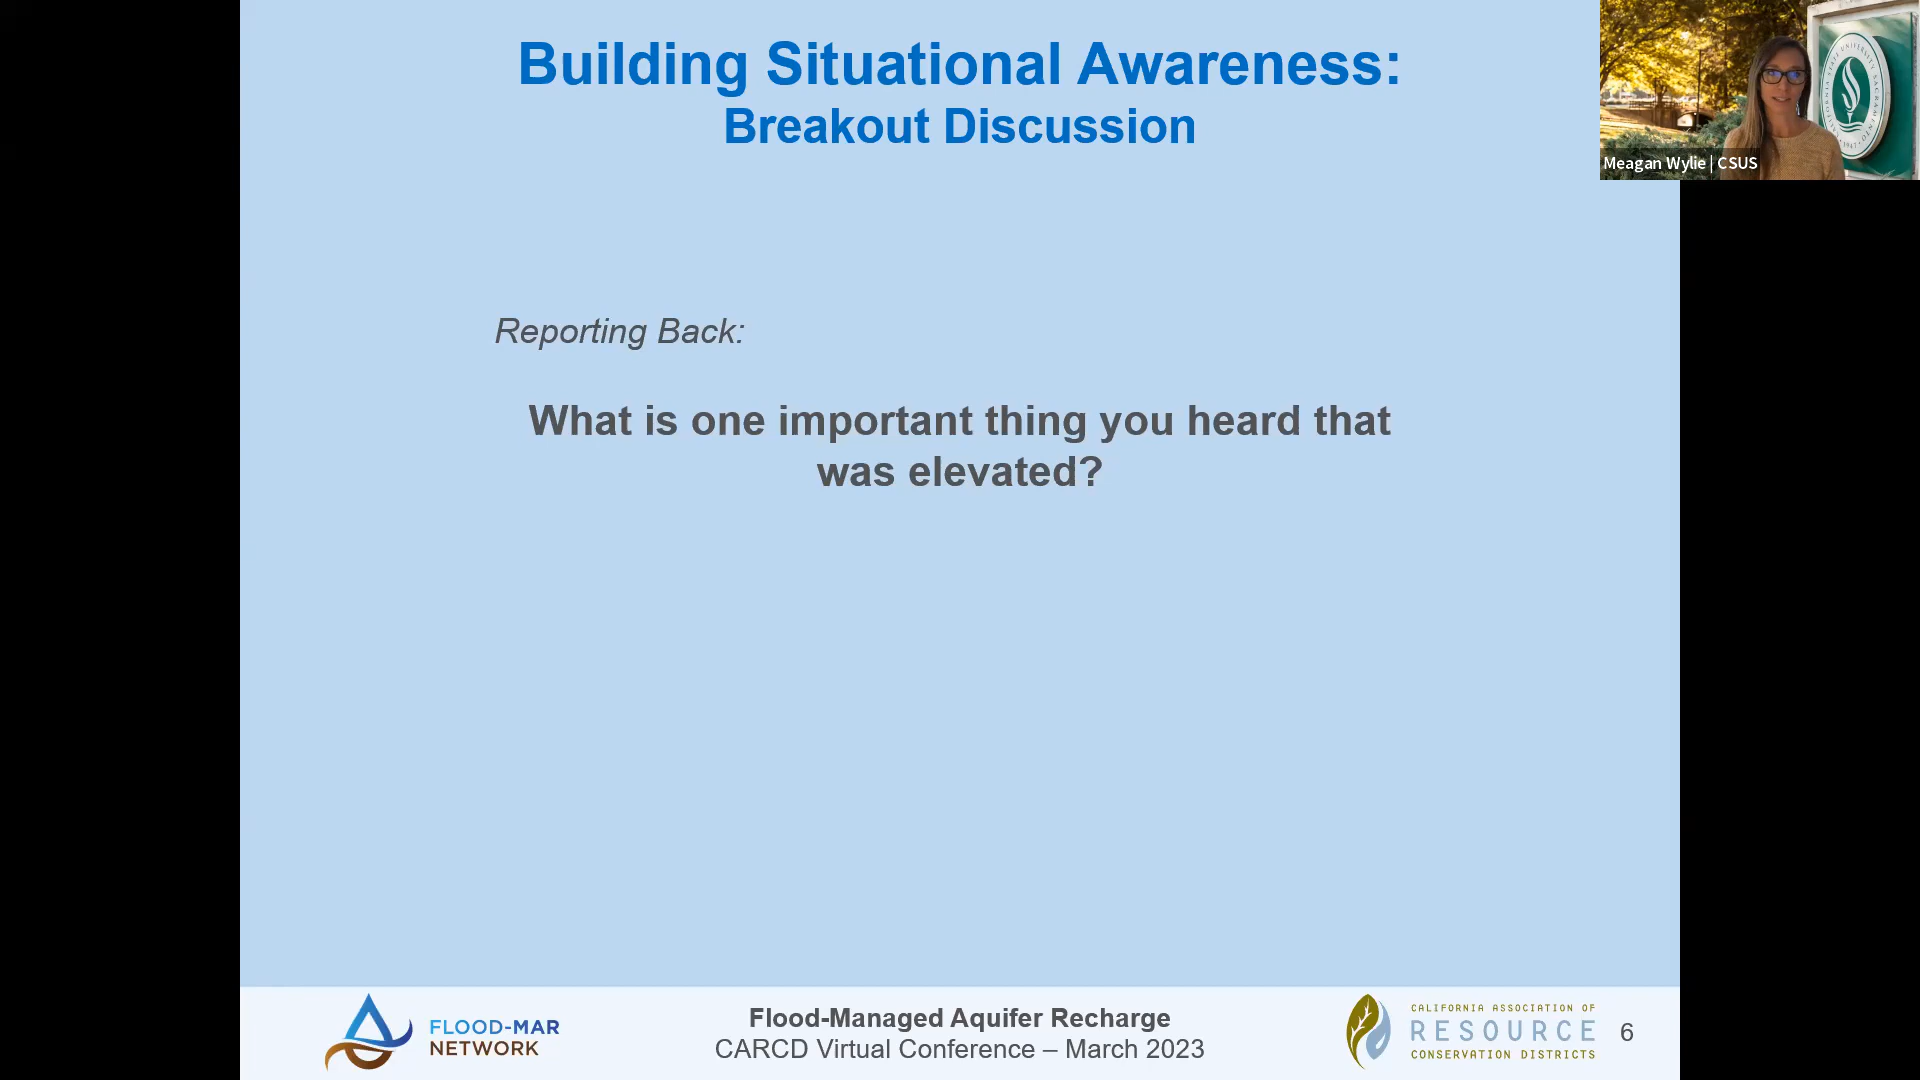 Building Situational Awareness:
Breakout Discussion
Meagan Wylie | CSUS
Reporting Back:
What is one important thing you heard that
was elevated?
FLOOD-MAR
NETWORK
Flood-Managed Aquifer Recharge
CARCD Virtual Conference – March 2023
CALIFORNIA ASSOCIATION OF
RESOURCE
CONSERVATION DISTRICTS
6